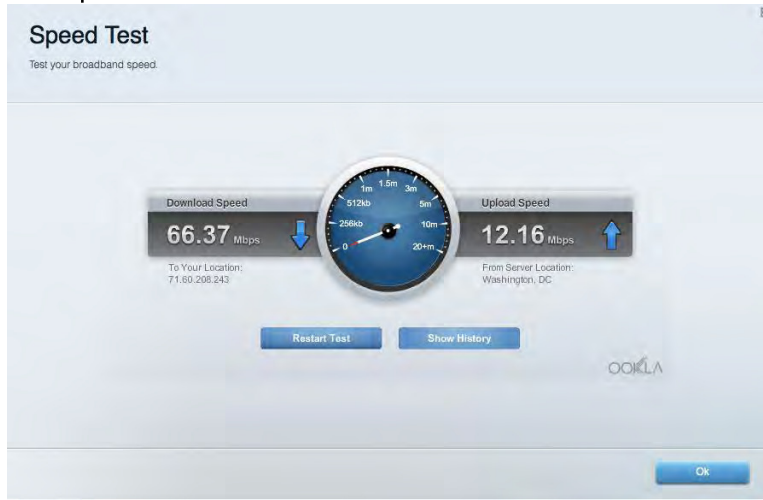 Speed Test
Test your broadband speed.
Download Speed
66.37 Mbps
To Your Location:
71.60.208.243
0
256kb
512kb
1m
1.5m
3m
5m
10m
20+m
Upload Speed
12.16 Mbps
From Server Location:
Washington, DC
Restart Test
Show History
OOKLA
Ok